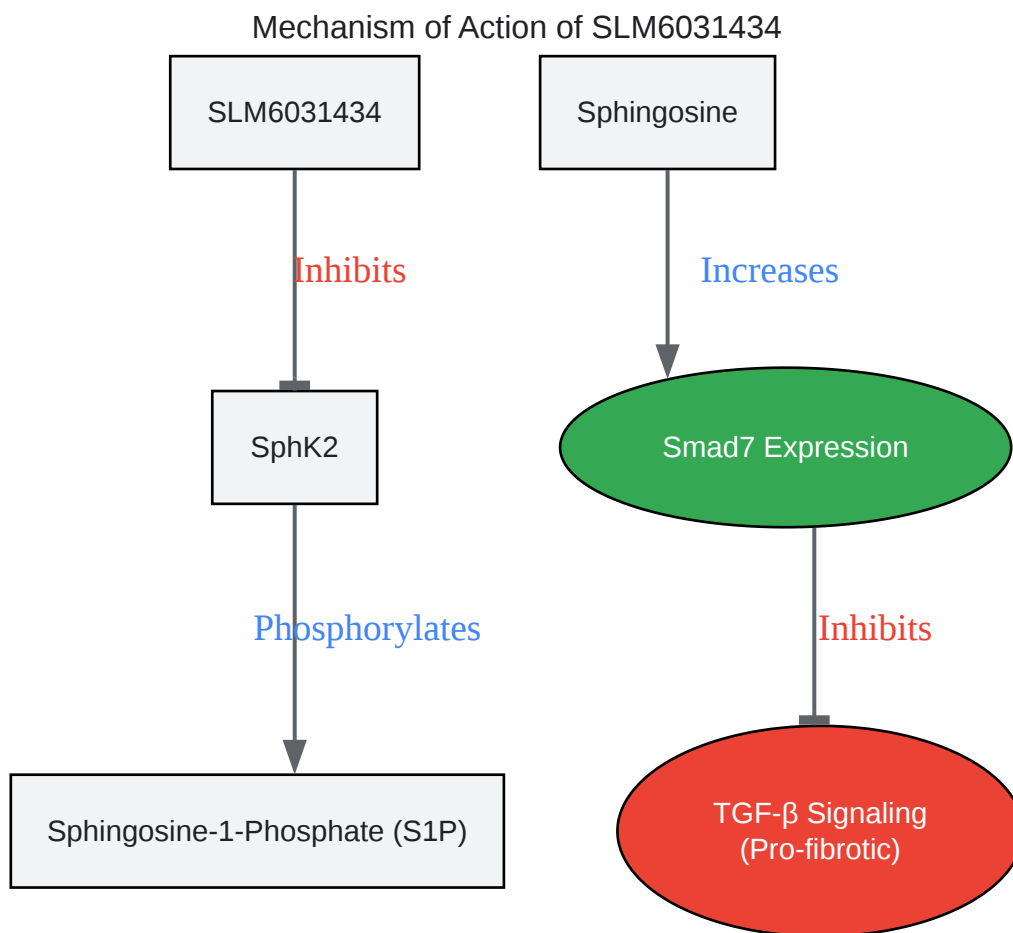 Mechanism of Action of SLM6031434
SLM6031434
Sphingosine
Inhibits
Increases
SphK2
Smad7 Expression
Phosphorylates
Inhibits
Sphingosine-1-Phosphate (S1P)
TGF-β Signaling
(Pro-fibrotic)